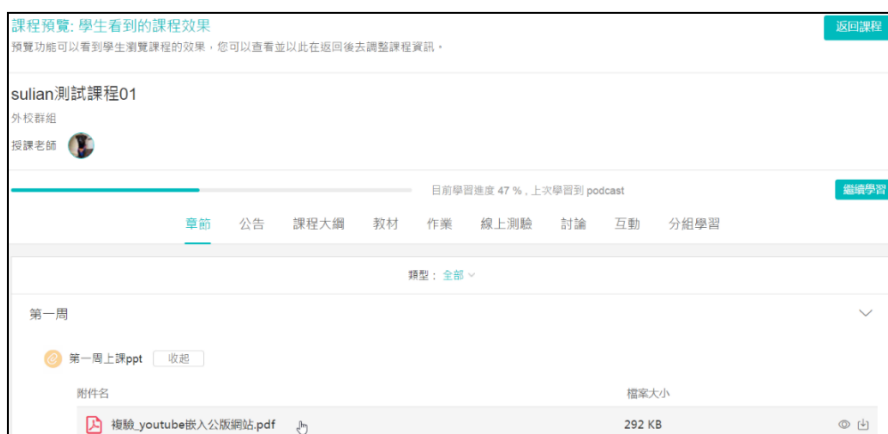 課程預覽: 學生看到的課程效果
返回課程
預覽功能可以看到學生瀏覽課程的效果，您可以查看並以此在返回後去調整課程資訊。
sulian測試課程01
外校群組
授課老師
目前學習進度 47 % , 上次學習到 podcast
繼續學習
章節 公告 課程大綱 教材 作業 線上測驗 討論 互動 分組學習
類型： 全部
第一周
第一周上課ppt 收起
附件名 檔案大小
複驗_youtube嵌入公版網站.pdf 292 KB